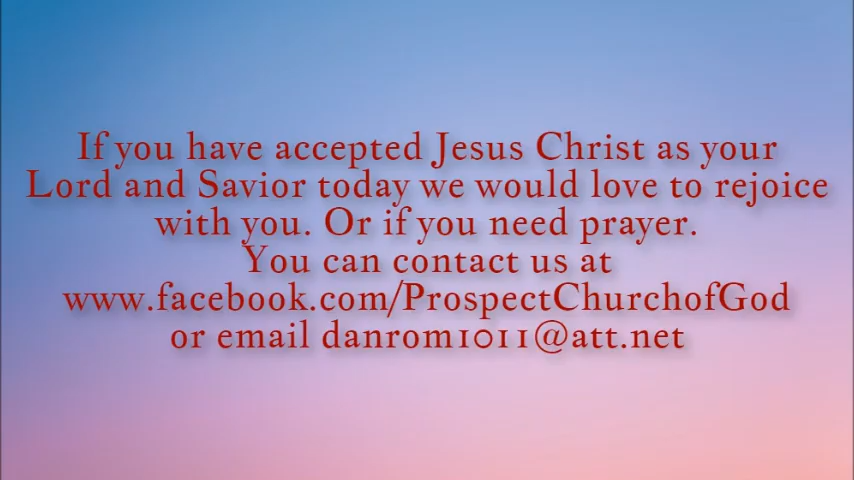 If you have accepted Jesus Christ as your
Lord and Savior today we would love to rejoice
with you. Or if you need prayer.
You can contact us at
www.facebook.com/ProspectChurchofGod
or email danrom1011@att.net